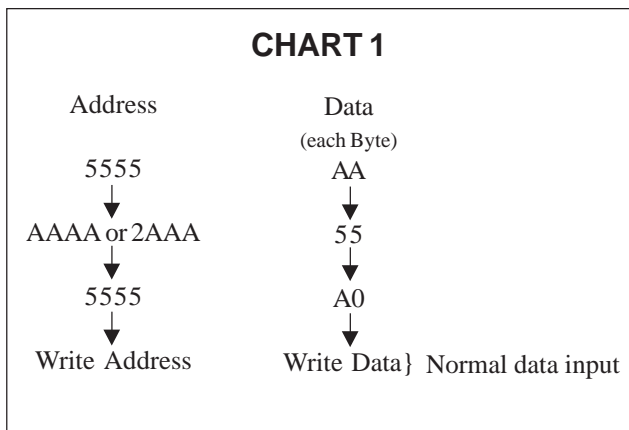 CHART 1
Address Data
(each Byte)
5555 AA
AAAA or 2AAA 55
5555 A0
Write Address Write Data} Normal data input